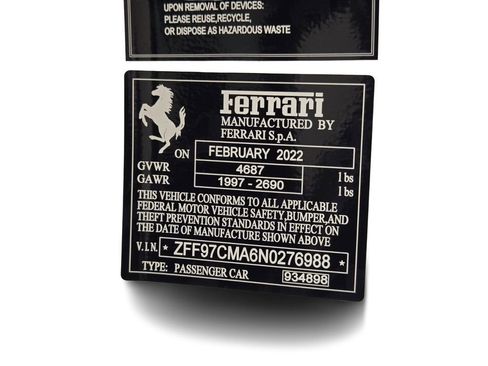 UPON REMOVAL OF DEVICES:
PLEASE REUSE,RECYCLE,
OR DISPOSE AS HAZARDOUS WASTE
Ferrari
MANUFACTURED BY
FERRARI S.p.A.
ON FEBRUARY 2022
GVWR 4687 lbs
GAWR 1997 - 2690 lbs
THIS VEHICLE CONFORMS TO ALL APPLICABLE
FEDERAL MOTOR VEHICLE SAFETY,BUMPER,AND
THEFT PREVENTION STANDARDS IN EFFECT ON
THE DATE OF MANUFACTURE SHOWN ABOVE
V.I.N. * ZFF97CMA6N0276988 *
TYPE: PASSENGER CAR 934898